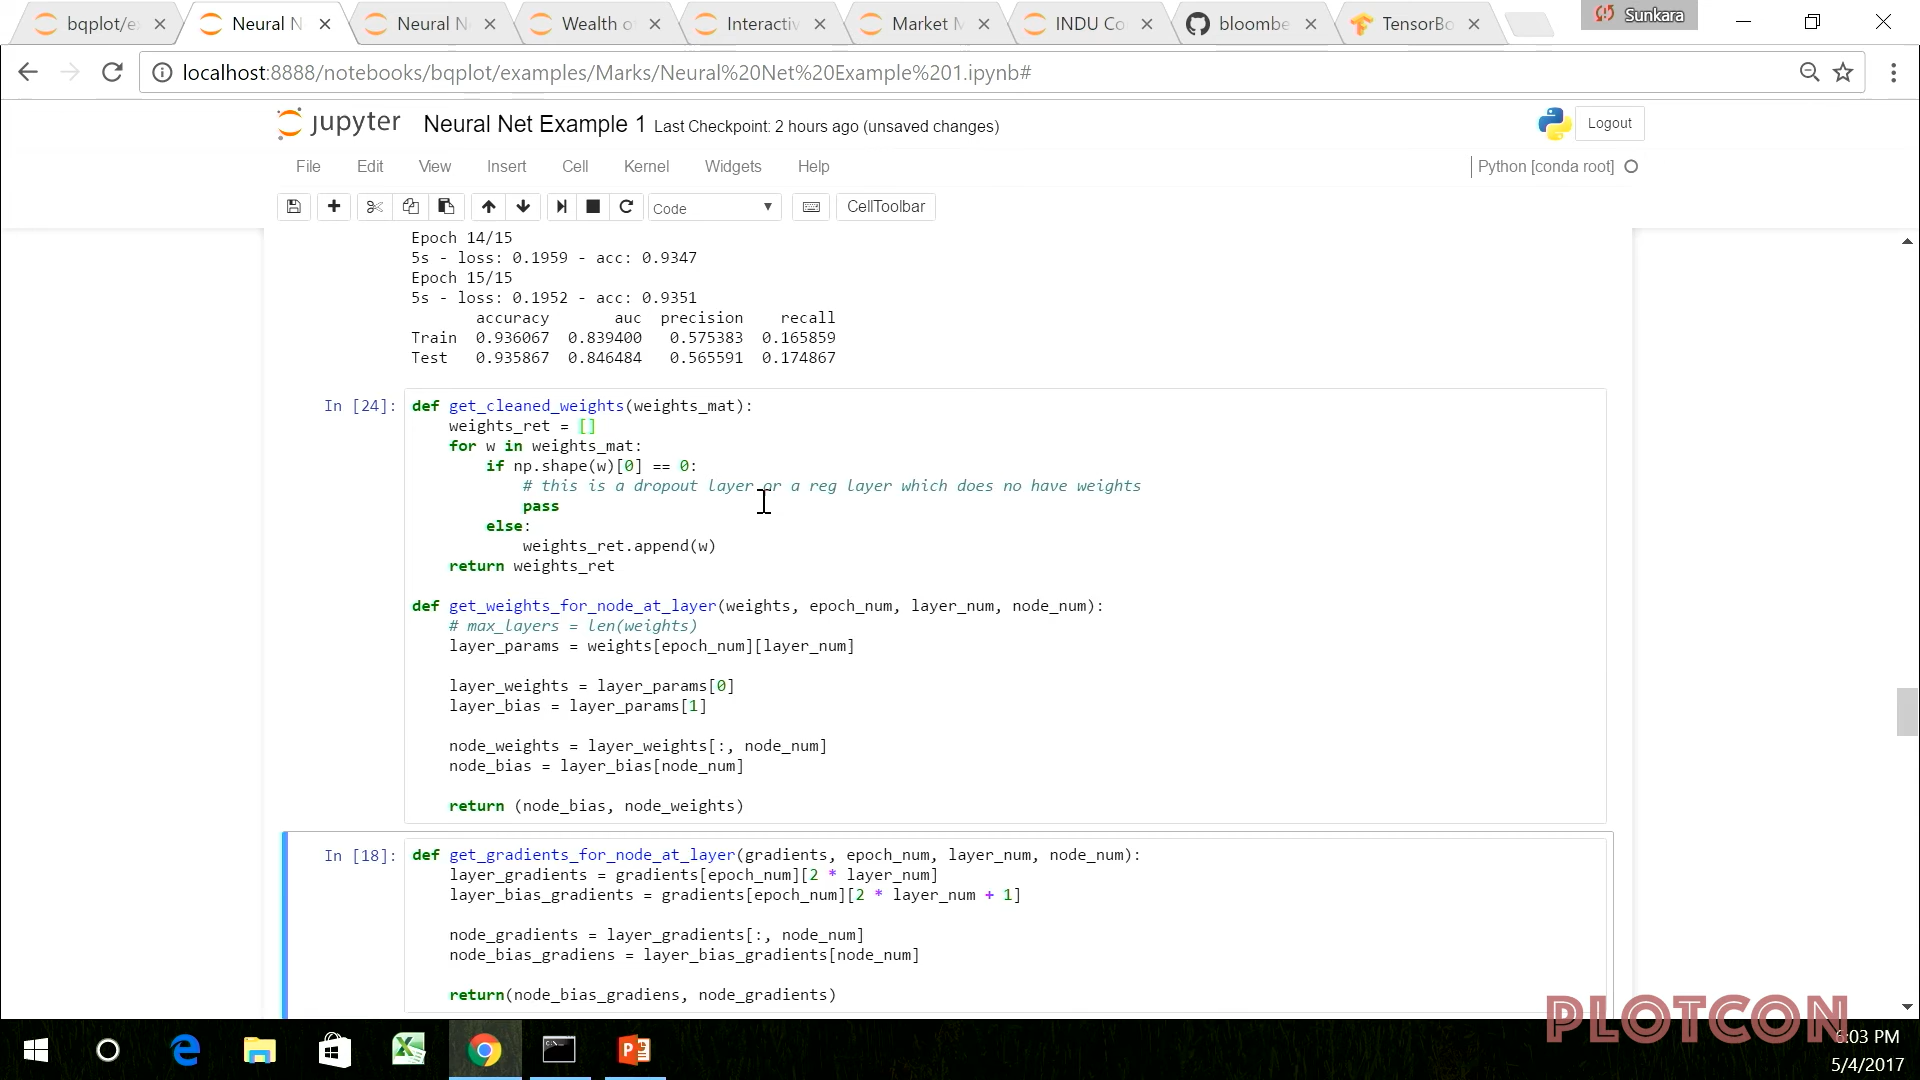 bqplot/e
Neural N
Neural N
Wealth o
Interactiv
Market M
INDU Co
bloombe
TensorBo
Sunkara
localhost:8888/notebooks/bqplot/examples/Marks/Neural%20Net%20Example%201.ipynb#
jupyter Neural Net Example 1 Last Checkpoint: 2 hours ago (unsaved changes)
Logout
File Edit View Insert Cell Kernel Widgets Help
Python [conda root]
Code
CellToolbar
Epoch 14/15
5s - loss: 0.1959 - acc: 0.9347
Epoch 15/15
5s - loss: 0.1952 - acc: 0.9351
accuracy auc precision recall
Train 0.936067 0.839400 0.575383 0.165859
Test 0.935867 0.846484 0.565591 0.174867
In [24]: def get_cleaned_weights(weights_mat):
weights_ret = []
for w in weights_mat:
if np.shape(w)[0] == 0:
# this is a dropout layer or a reg layer which does no have weights
pass
else:
weights_ret.append(w)
return weights_ret
def get_weights_for_node_at_layer(weights, epoch_num, layer_num, node_num):
# max_layers = len(weights)
layer_params = weights[epoch_num][layer_num]
layer_weights = layer_params[0]
layer_bias = layer_params[1]
node_weights = layer_weights[:, node_num]
node_bias = layer_bias[node_num]
return (node_bias, node_weights)
In [18]: def get_gradients_for_node_at_layer(gradients, epoch_num, layer_num, node_num):
layer_gradients = gradients[epoch_num][2 * layer_num]
layer_bias_gradients = gradients[epoch_num][2 * layer_num + 1]
node_gradients = layer_gradients[:, node_num]
node_bias_gradiens = layer_bias_gradients[node_num]
return(node_bias_gradiens, node_gradients)
PLOTCON
6:03 PM
5/4/2017